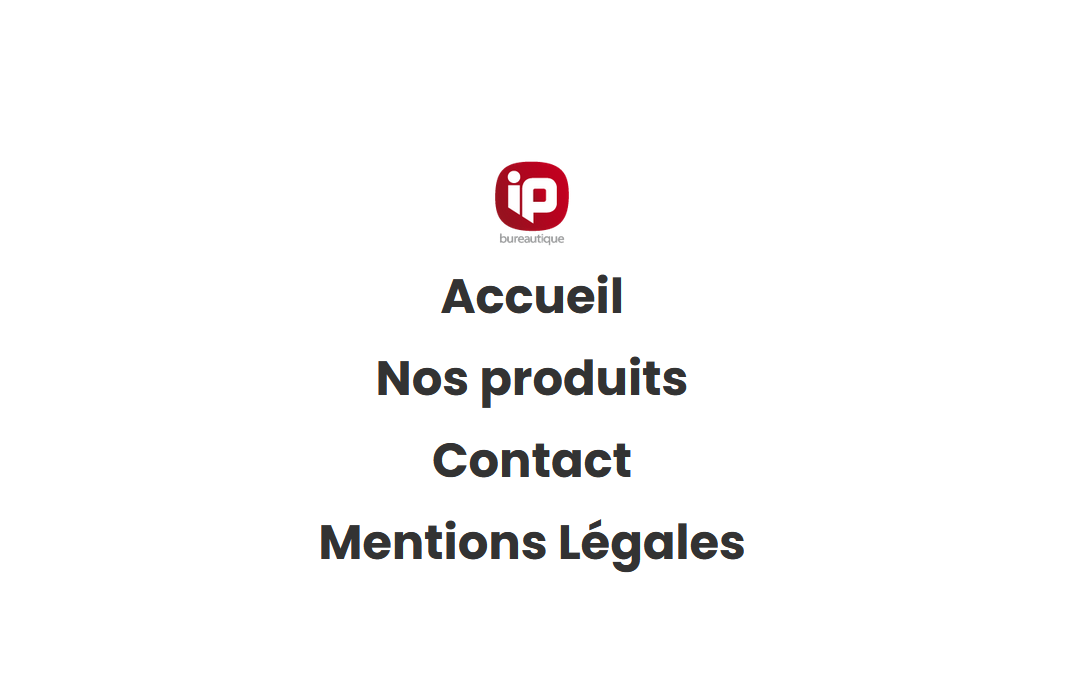 ip
bureautique
Accueil
Nos produits
Contact
Mentions Légales